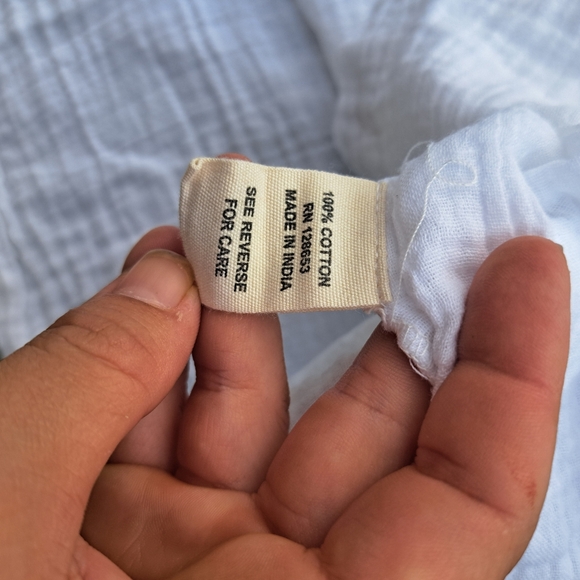 100% COTTON
RN 128653
MADE IN INDIA
SEE REVERSE
FOR CARE